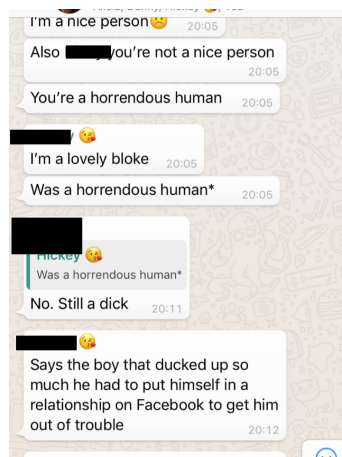 I'm a nice person☹️ 20:05
Also you're not a nice person
20:05
You're a horrendous human 20:05
😘
I'm a lovely bloke 20:05
Was a horrendous human* 20:05
Hickey 😘
Was a horrendous human*
No. Still a dick 20:11
😘
Says the boy that ducked up so
much he had to put himself in a
relationship on Facebook to get him
out of trouble 20:12